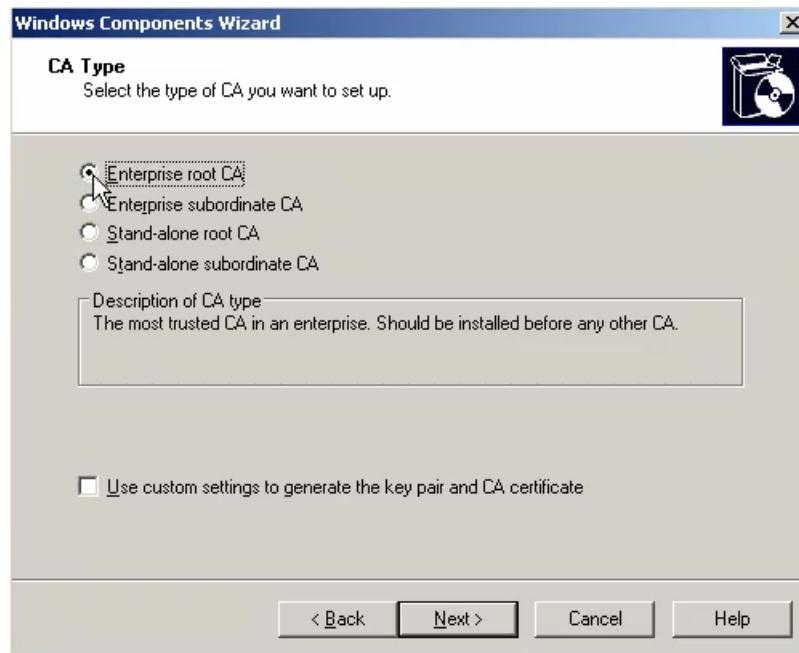 Windows Components Wizard
CA Type
Select the type of CA you want to set up.
Enterprise root CA
Enterprise subordinate CA
Stand-alone root CA
Stand-alone subordinate CA
Description of CA type
The most trusted CA in an enterprise. Should be installed before any other CA.
Use custom settings to generate the key pair and CA certificate
< Back Next > Cancel Help